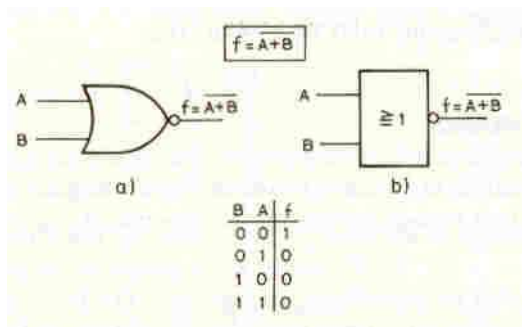 f = A+B̅
A
B
f = A+B̅
a)
A
B
≧ 1
f = A+B̅
b)
B A f
0 0 1
0 1 0
1 0 0
1 1 0